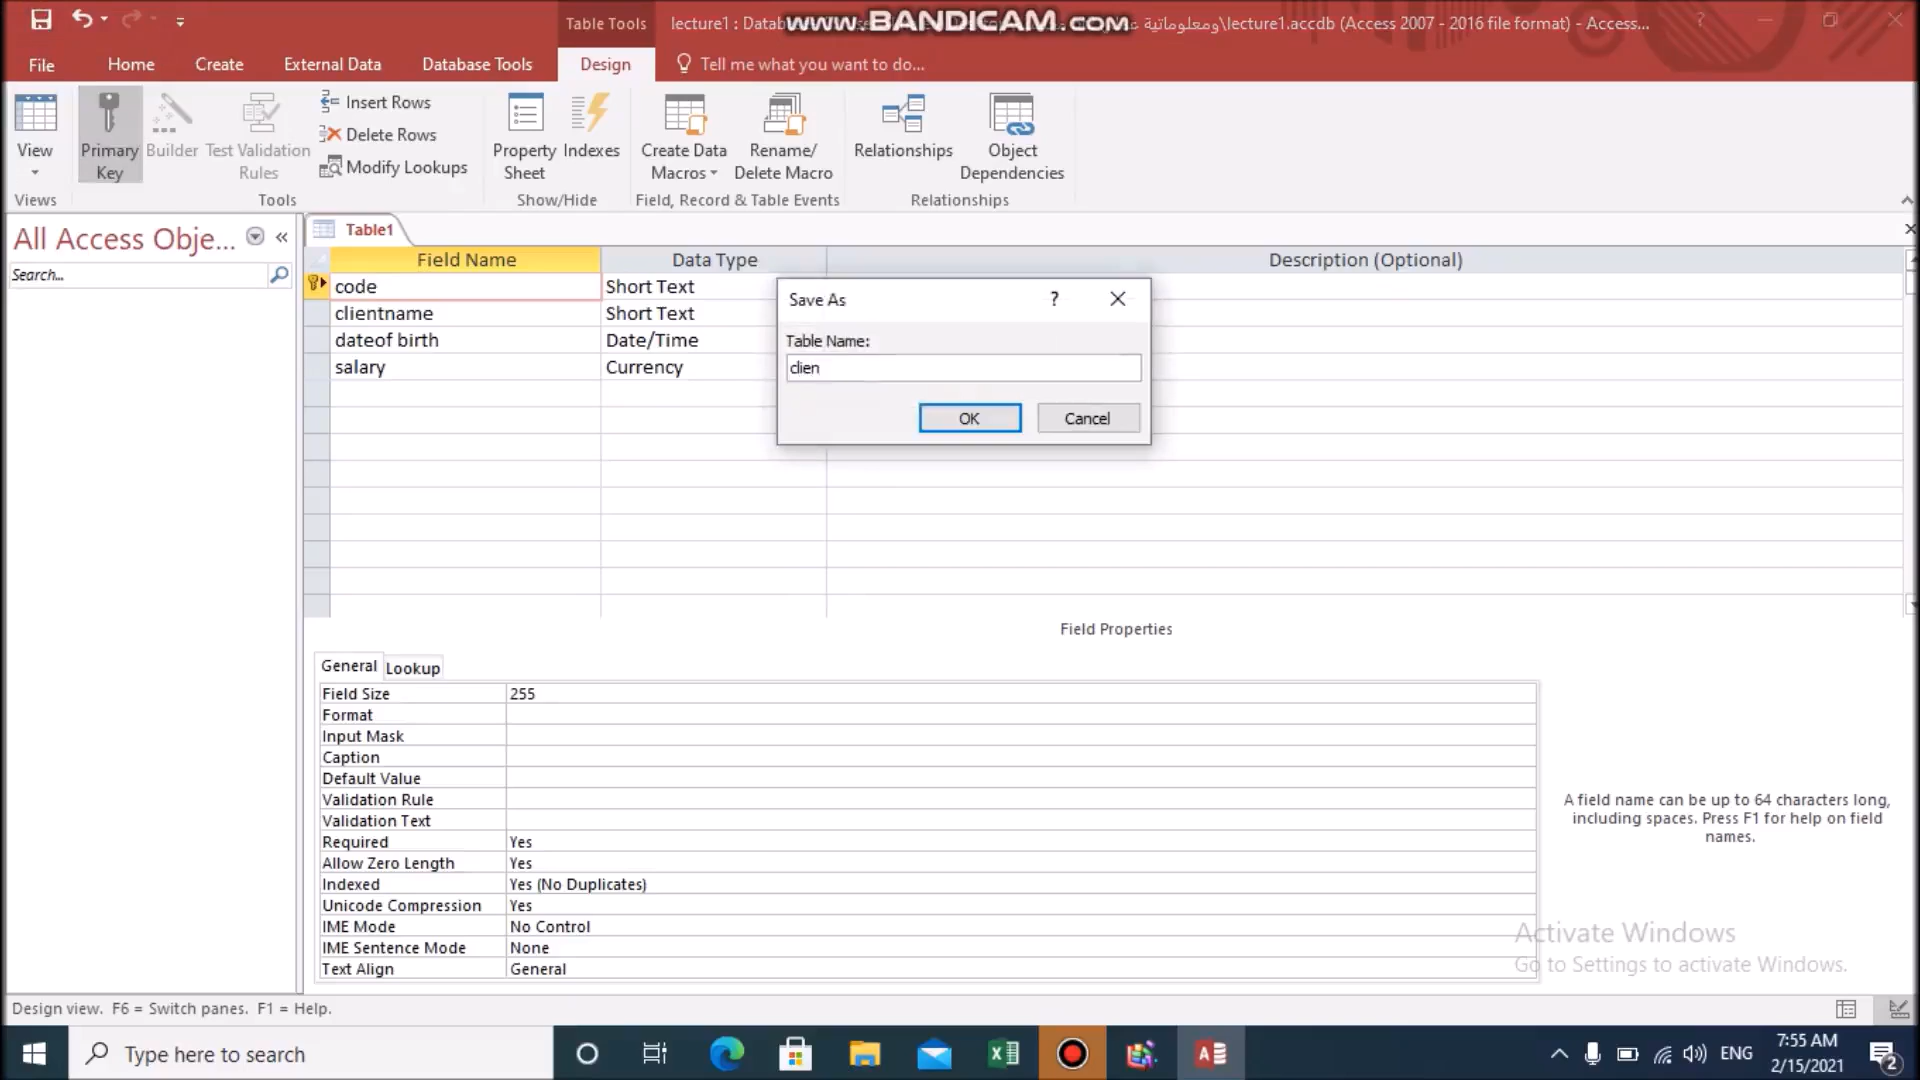 Table Tools
lecture1 : Datab
www.BANDICAM.com
ومعلوماتية\lecture1.accdb (Access 2007 - 2016 file format) - Access...
File
Home
Create
External Data
Database Tools
Design
Tell me what you want to do...
View
Primary Key
Builder
Test Validation Rules
Insert Rows
Delete Rows
Modify Lookups
Property Sheet
Indexes
Create Data Macros
Rename/ Delete Macro
Relationships
Object Dependencies
Views
Tools
Show/Hide
Field, Record & Table Events
Relationships
All Access Obje...
Search...
Table1
Field Name
Data Type
Description (Optional)
code
Short Text
clientname
Short Text
dateof birth
Date/Time
salary
Currency
Save As
?
Table Name:
clien
OK
Cancel
Field Properties
General
Lookup
Field Size
255
Format
Input Mask
Caption
Default Value
Validation Rule
Validation Text
Required
Yes
Allow Zero Length
Yes
Indexed
Yes (No Duplicates)
Unicode Compression
Yes
IME Mode
No Control
IME Sentence Mode
None
Text Align
General
A field name can be up to 64 characters long,
including spaces. Press F1 for help on field
names.
Activate Windows
Go to Settings to activate Windows.
Design view. F6 = Switch panes. F1 = Help.
Type here to search
ENG
7:55 AM
2/15/2021
2